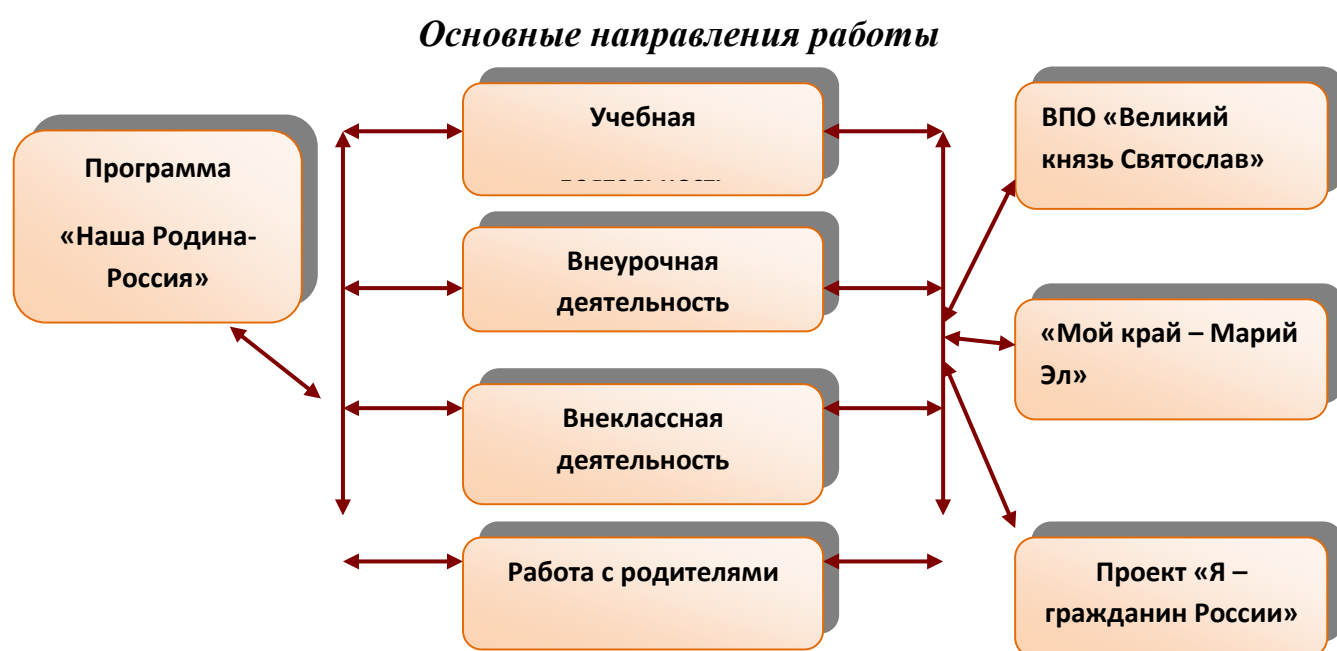 Основные направления работы
Программа
«Наша Родина-
Россия»
Учебная
Внеурочная
деятельность
Внеклассная
деятельность
Работа с родителями
ВПО «Великий
князь Святослав»
«Мой край – Марий
Эл»
Проект «Я –
гражданин России»